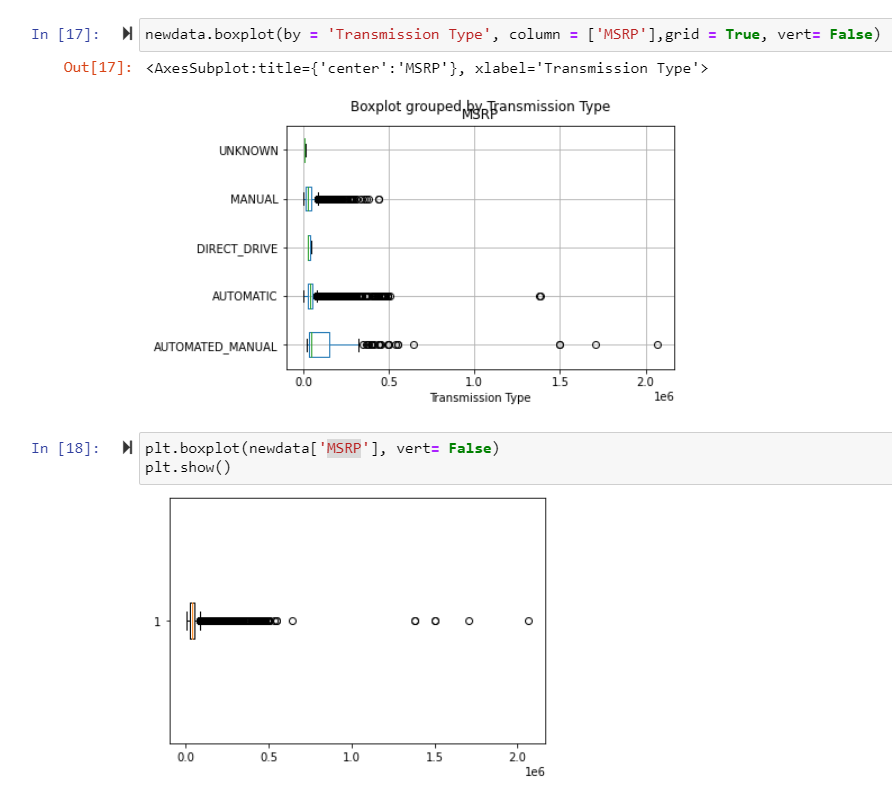 In [17]:
newdata.boxplot(by = 'Transmission Type', column = ['MSRP'],grid = True, vert= False)
Out[17]: <AxesSubplot:title={'center':'MSRP'}, xlabel='Transmission Type'>
Boxplot grouped by Transmission Type
MSRP
UNKNOWN
MANUAL
DIRECT_DRIVE
AUTOMATIC
AUTOMATED_MANUAL
0.0 0.5 1.0 1.5 2.0
Transmission Type
1e6
In [18]:
plt.boxplot(newdata['MSRP'], vert= False)
plt.show()
1
0.0 0.5 1.0 1.5 2.0
1e6